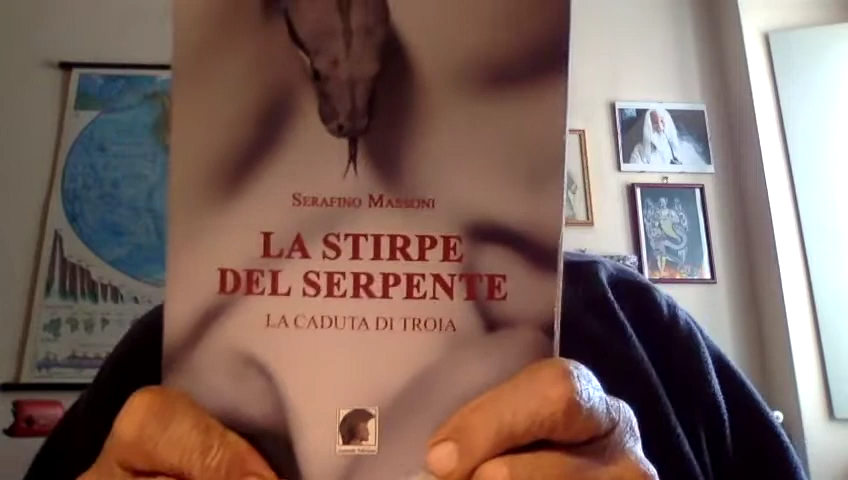 SERAFINO MASSONI
LA STIRPE
DEL SERPENTE
LA CADUTA DI TROIA